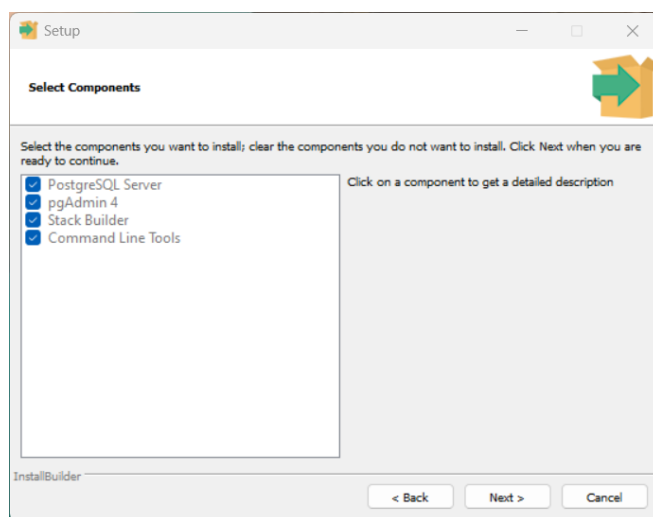 Setup
Select Components
Select the components you want to install; clear the components you do not want to install. Click Next when you are
ready to continue.
PostgreSQL Server
pgAdmin 4
Stack Builder
Command Line Tools
Click on a component to get a detailed description
InstallBuilder
< Back
Next >
Cancel